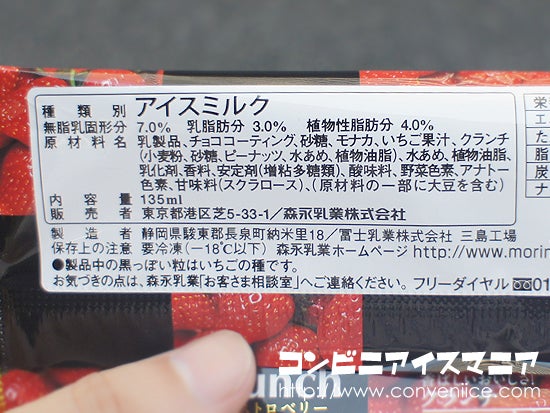 種類別 アイスミルク
無脂乳固形分 7.0% 乳脂肪分 3.0% 植物性脂肪分 4.0%
原材料名 乳製品、チョココーティング、砂糖、モナカ、いちご果汁、クランチ
(小麦粉、砂糖、ピーナッツ、水あめ、植物油脂)、水あめ、植物油脂、
乳化剤、香料、安定剤(増粘多糖類)、酸味料、野菜色素、アナトー
色素、甘味料(スクラロース)、(原材料の一部に大豆を含む)
内容量 135ml
販売者 東京都港区芝5-33-1/森永乳業株式会社
製造者 静岡県駿東郡長泉町納米里18/冨士乳業株式会社 三島工場
保存上の注意 要冷凍(-18℃以下) 森永乳業ホームページ http://www.morin
●製品中の黒っぽい粒はいちごの種です。
お気づきの点は、森永乳業「お客さま相談室」へご連絡ください。 フリーダイヤル 01
栄
エネ
た
脂
炭
ナ
コンビニアイスマニア
http://www.conveniice.com
unch
トロベリー